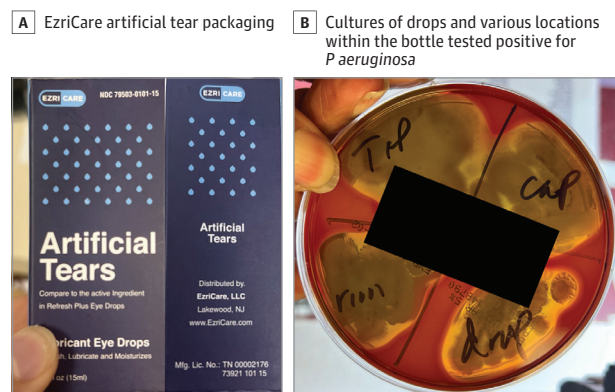 A EzriCare artificial tear packaging
B Cultures of drops and various locations
within the bottle tested positive for
P aeruginosa
EZRI CARE
NDC 79503-0101-15
Artificial
Tears
Compare to the active Ingredient
in Refresh Plus Eye Drops
bricant Eye Drops
Lubricate and Moisturizes
(15ml)
EZRI CARE
Artificial
Tears
Distributed by:
EzriCare, LLC
Lakewood, NJ
www.EzriCare.com
Mfg. Lic. No.: TN 00002176
73921 101 15
Tip
cap
rim
drop